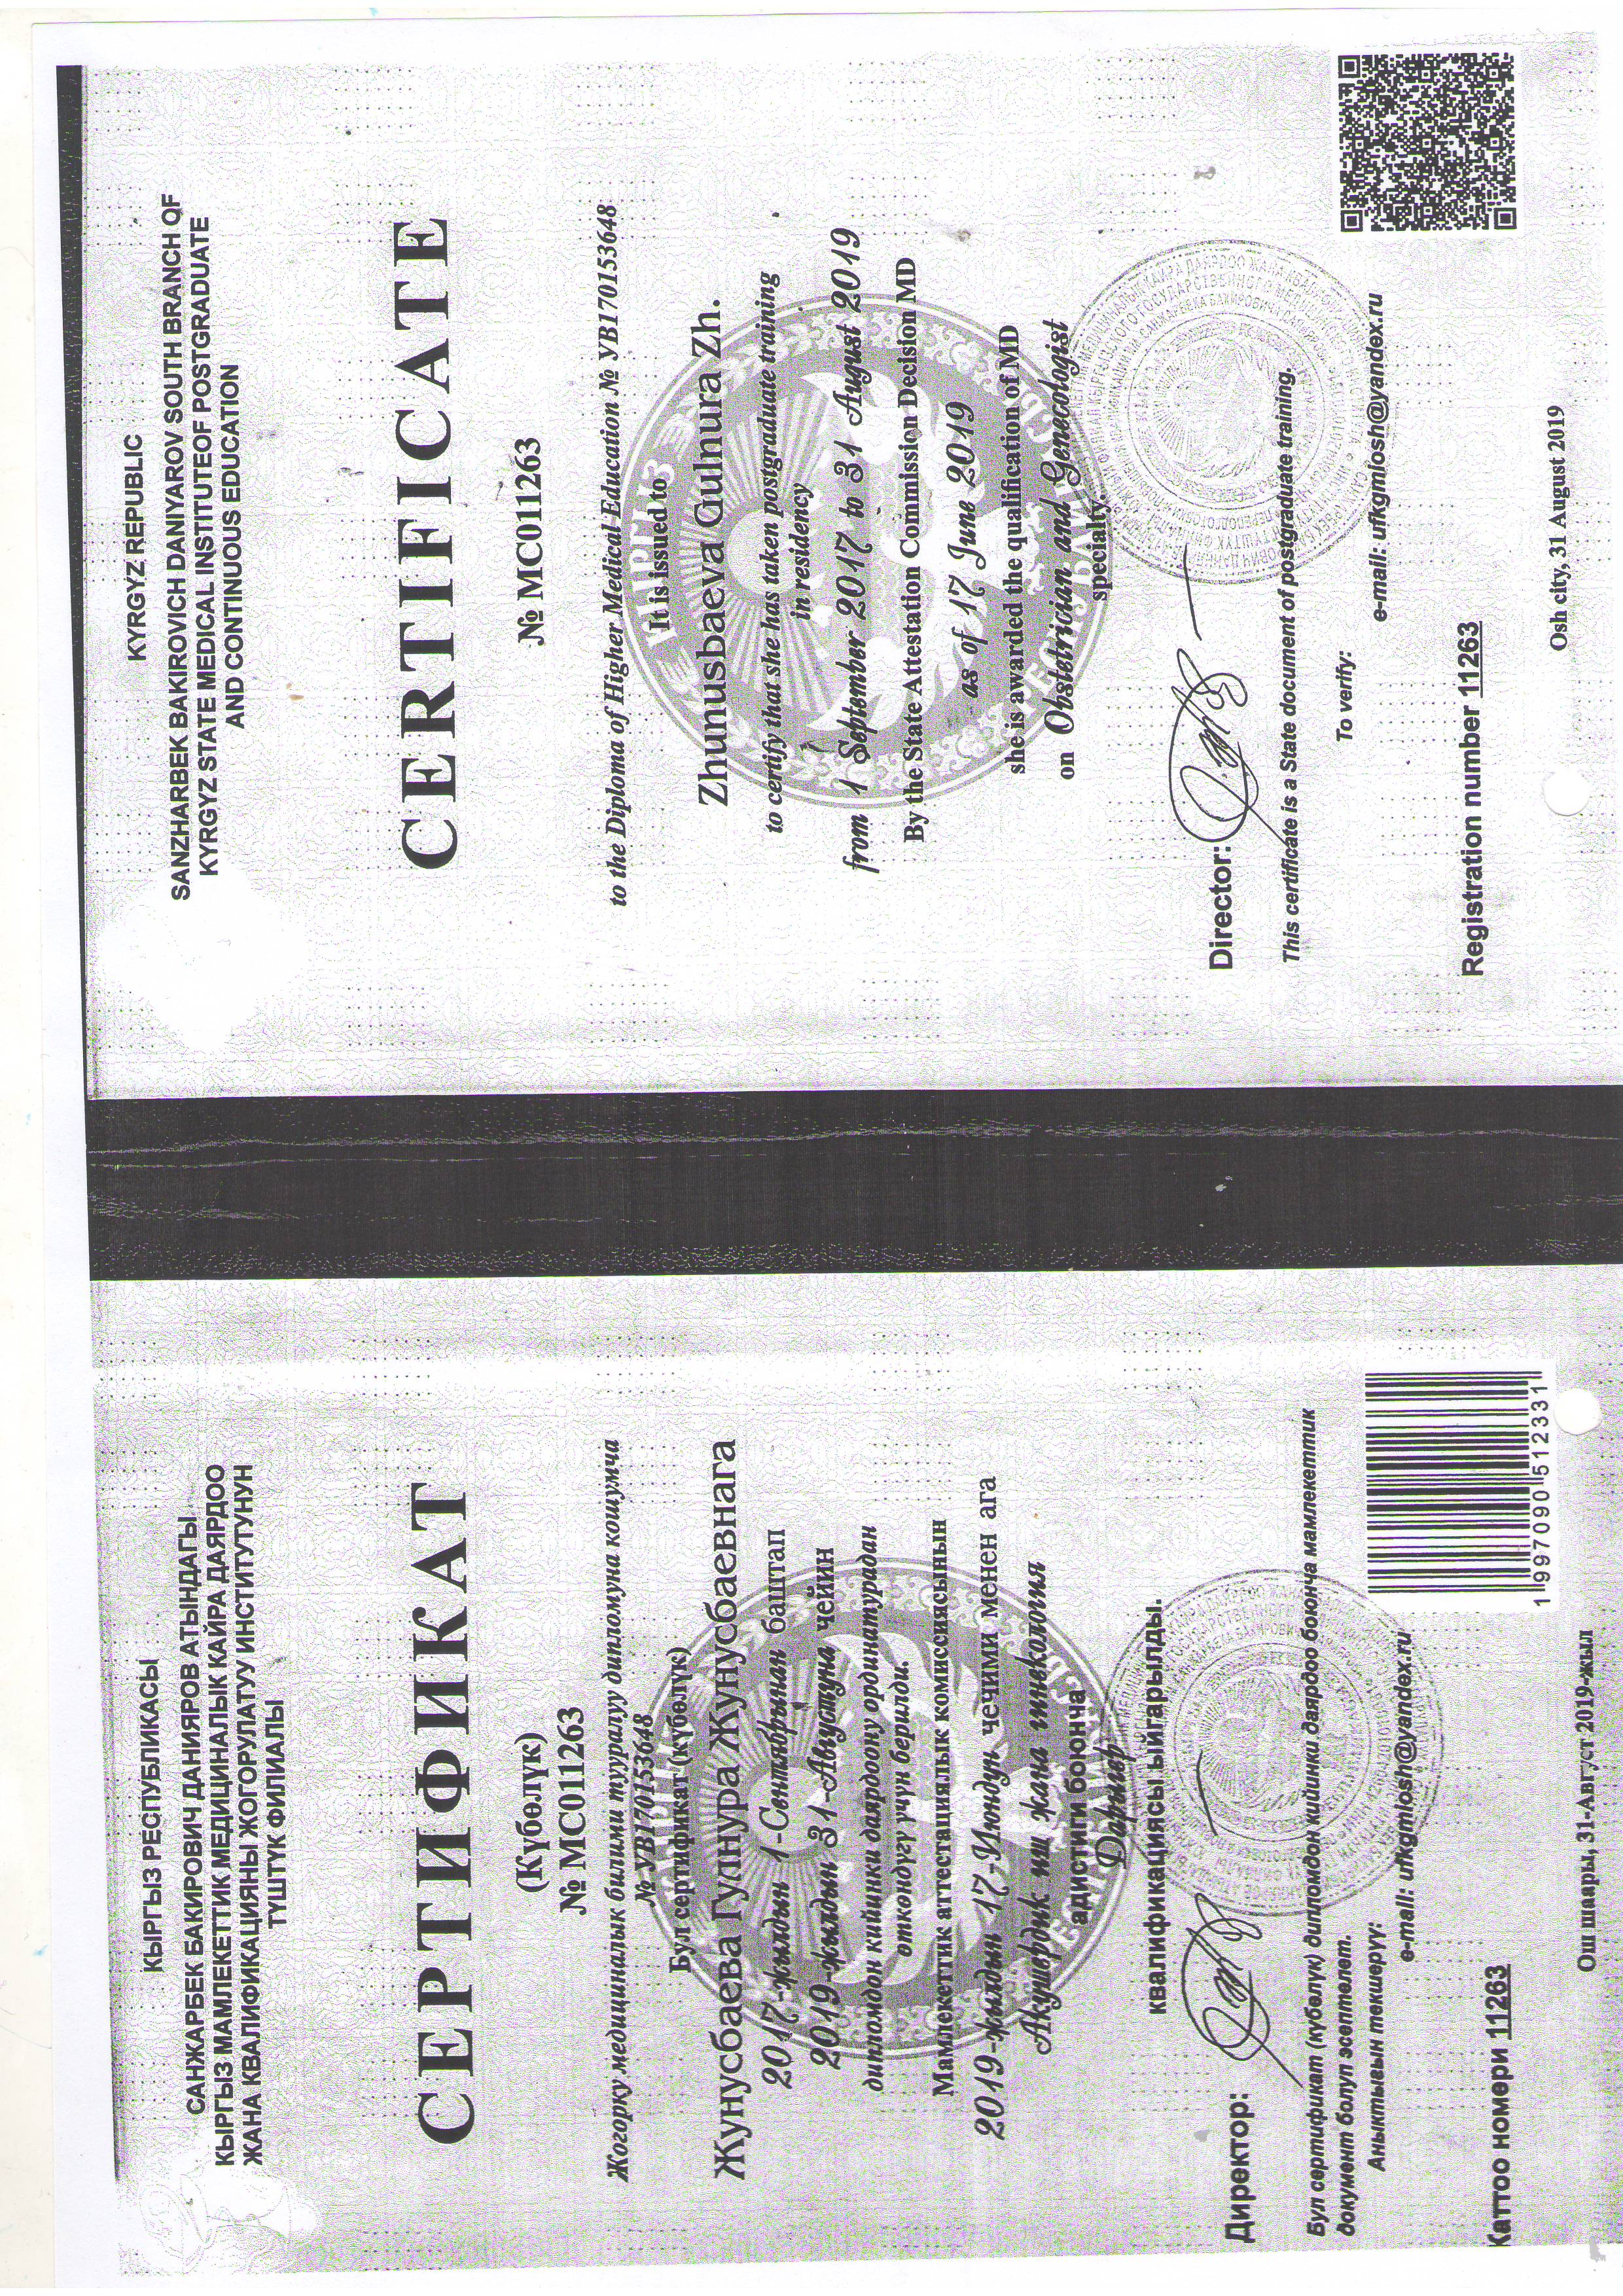 КЫРГЫЗ РЕСПУБЛИКАСЫ
САНЖАРБЕК БАКИРОВИЧ ДАНИЯРОВ АТЫНДАГЫ
КЫРГЫЗ МАМЛЕКЕТТИК МЕДИЦИНАЛЫК КАЙРА ДАЯРДОО
ЖАНА КВАЛИФИКАЦИЯНЫ ЖОГОРУЛАТУУ ИНСТИТУТУНУН
ТҮШТҮК ФИЛИАЛЫ
СЕРТИФИКАТ
(Күбөлүк)
№ МС011263
Жогорку медициналык билими туралу дипломуна кошумча
№ УВ170153648
Бул сертификат (күбөлүк)
Жунусбаева Гулнура Жунусбаевнага
2017-жылдын 1-Сентябрынан баштап
2019-жылдын 31-Августуна чейин
дипломдон кийинки даярдоону ординатурадан
өткөндүгү үчүн берилди.
Мамлекеттик аттестациялык комиссиясынын
2019-жылдын 17-Июндун чечими менен ага
Акушердик иш жана гинекология
адистиги боюнча
Дарыгер
квалификациясы ыйгарылды.
Директор:
Бул сертификат (күбөлүк) дипломдон кийинки даярдоо боюнча мамлекеттик
документ болуп эсептелет.
Аныктыгын текшерүү:
e-mail: ufkgmiosh@yandex.ru
Каттоо номери 11263
1 997090 512331
Ош шаары, 31-Август 2019-жыл
KYRGYZ REPUBLIC
SANZHARBEK BAKIROVICH DANIYAROV SOUTH BRANCH OF
KYRGYZ STATE MEDICAL INSTITUTEOF POSTGRADUATE
AND CONTINUOUS EDUCATION
CERTIFICATE
№ MC011263
to the Diploma of Higher Medical Education № УВ170153648
It is issued to
Zhunusbaeva Gulnura Zh.
to certify that she has taken postgraduate training
in residency
from 1 September 2017 to 31 August 2019
By the State Attestation Commission Decision MD
as of 17 June 2019
she is awarded the qualification of MD
on Obstetrician and Genecologist
specialty.
Director:
This certificate is a State document of postgraduate training.
To verify:
e-mail: ufkgmiosh@yandex.ru
Registration number 11263
Osh city, 31 August 2019